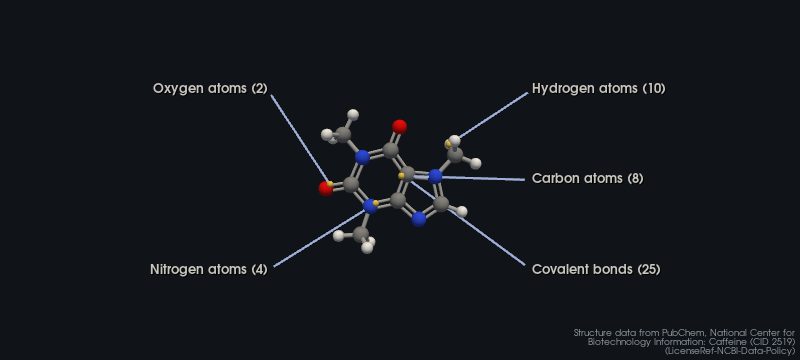 Oxygen atoms (2)
Hydrogen atoms (10)
Carbon atoms (8)
Nitrogen atoms (4)
Covalent bonds (25)
Structure data from PubChem, National Center for
Biotechnology Information: Caffeine (CID 2519)
(LicenseRef-NCBI-Data-Policy)